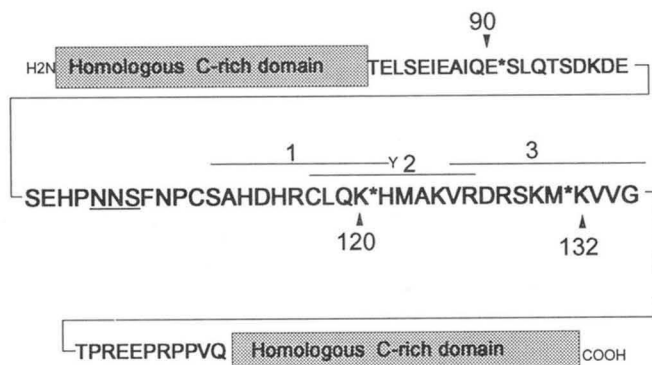 90
H2N Homologous C-rich domain TELSEIEAIQE*SLQTSDKDE
1 Y 2 3
SEHPNNSFNPCSAHDHRCLQK*HMAKVRDRSKM*KVVG
120 132
TPREEPRPPVQ Homologous C-rich domain COOH